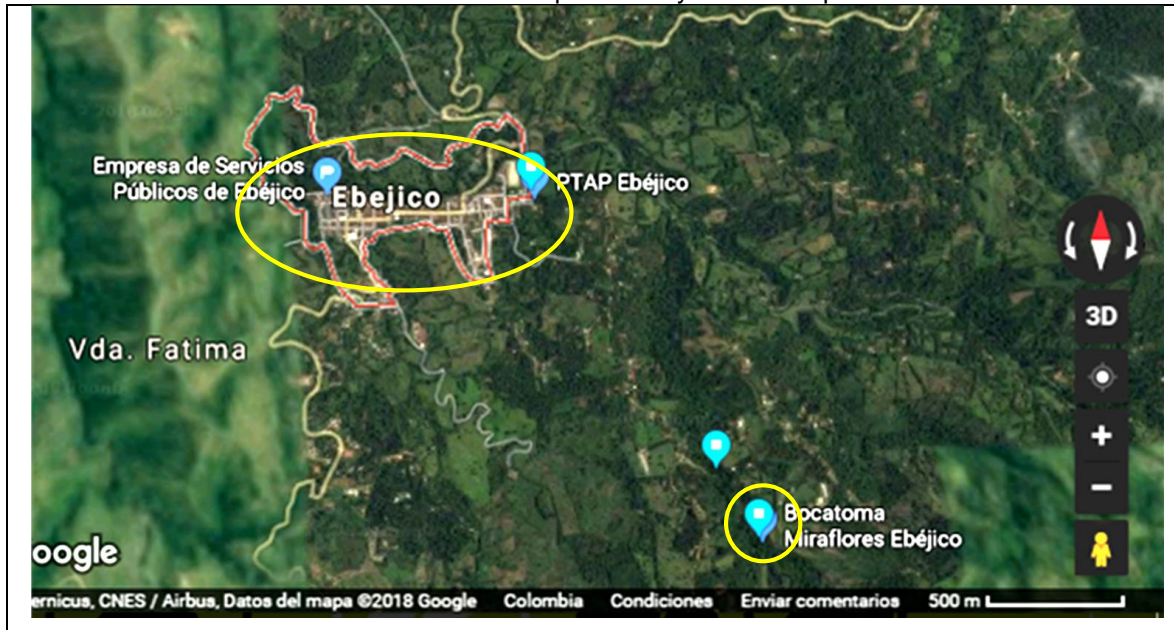 Empresa de Servicios
Públicos de Ebéjico
Ebejico
PTAP Ebéjico
Vda. Fatima
3D
Bocatoma
Miraflores Ebéjico
oogle
ernicus, CNES / Airbus, Datos del mapa ©2018 Google Colombia Condiciones Enviar comentarios 500 m